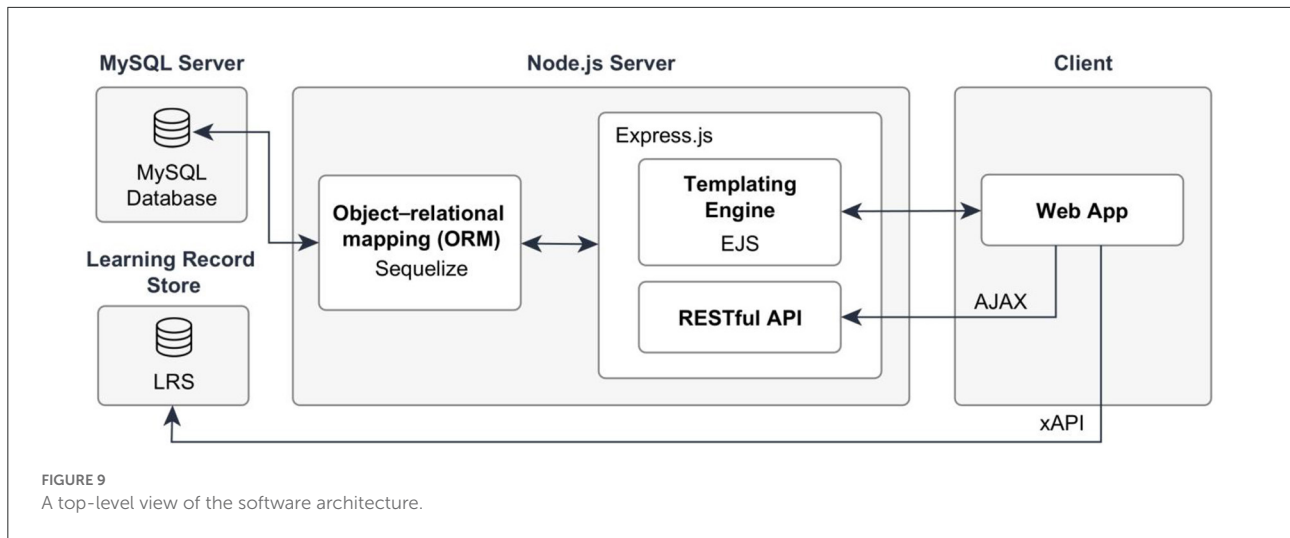 MySQL Server
MySQL
Database
Learning Record
Store
LRS
Node.js Server
Object–relational
mapping (ORM)
Sequelize
Express.js
Templating
Engine
EJS
RESTful API
Client
Web App
AJAX
xAPI
FIGURE 9
A top-level view of the software architecture.